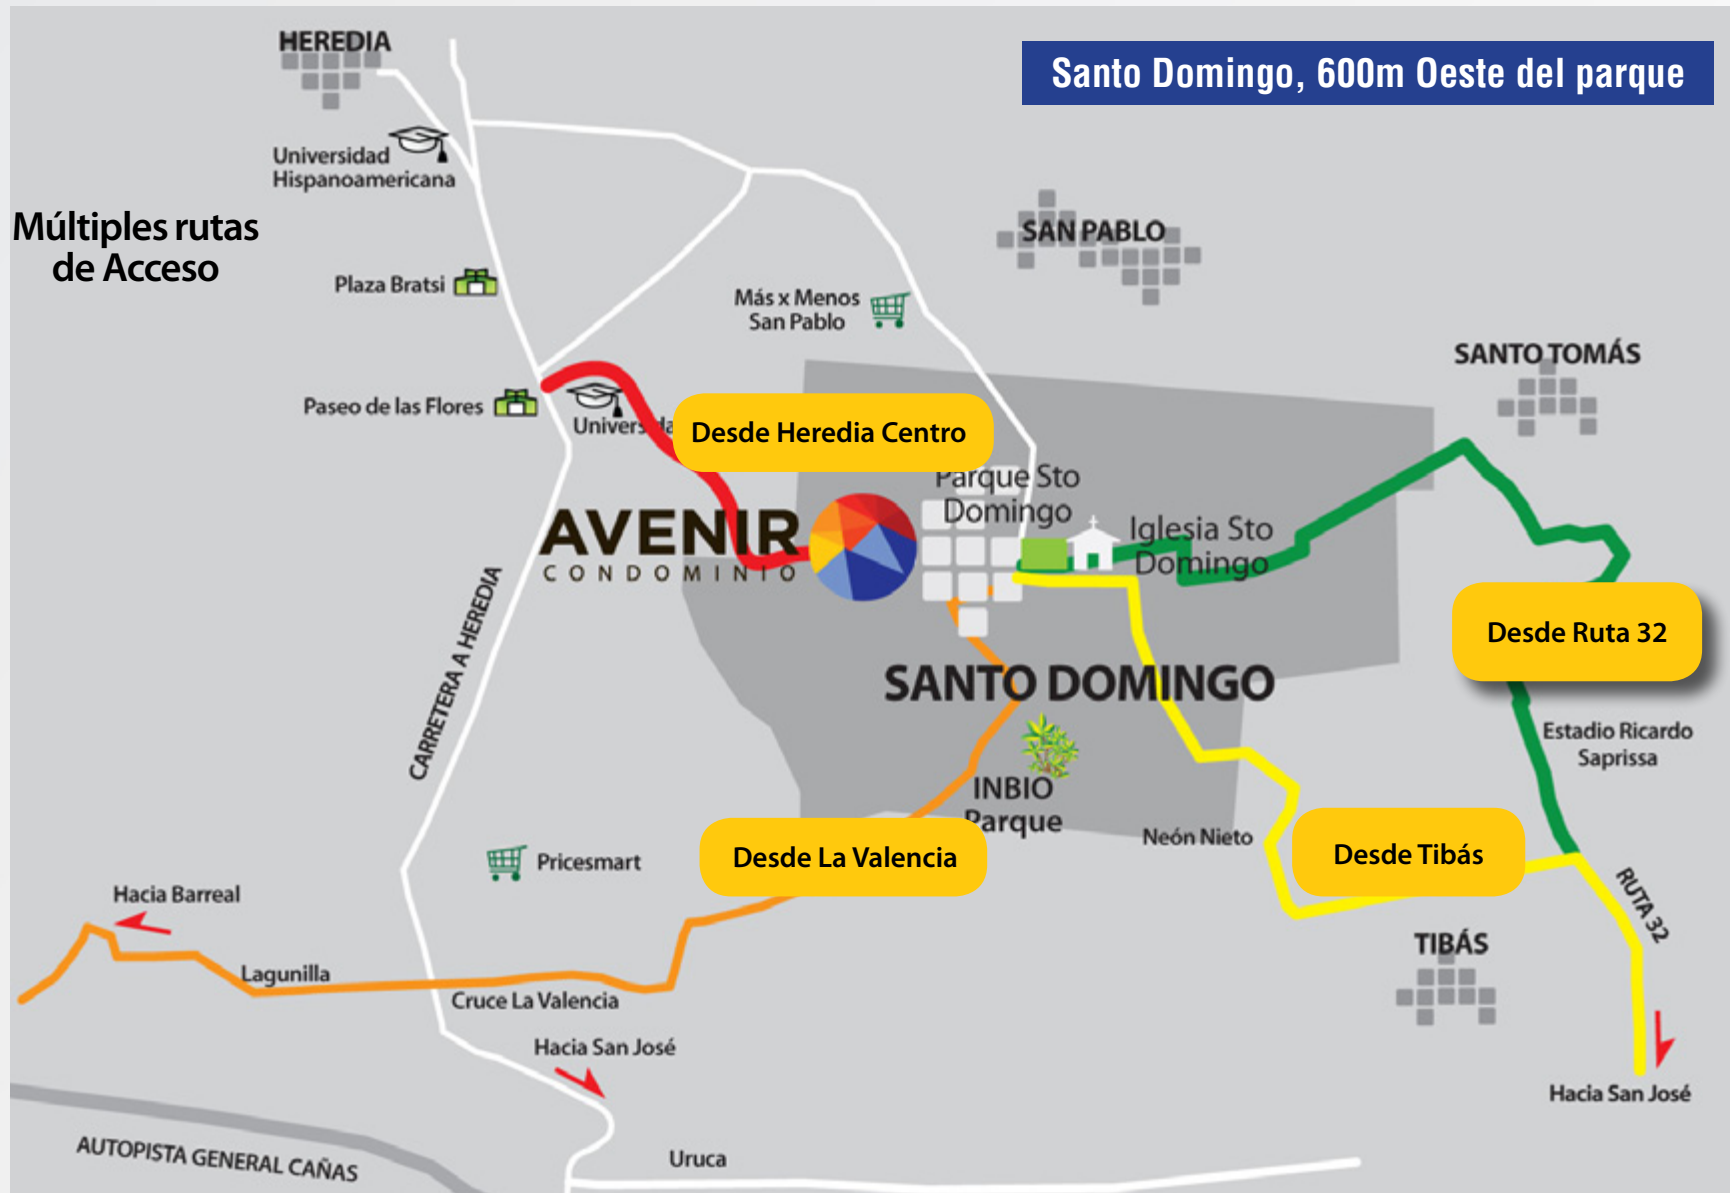 HEREDIA
Santo Domingo, 600m Oeste del parque
Universidad
Hispanoamericana
Múltiples rutas
de Acceso
SAN PABLO
Plaza Bratsi
Más x Menos
San Pablo
SANTO TOMÁS
Paseo de las Flores
Desde Heredia Centro
Parque Sto
Domingo
AVENIR
CONDOMINIO
Iglesia Sto
Domingo
CARRETERA A HEREDIA
Desde Ruta 32
SANTO DOMINGO
Estadio Ricardo
Saprissa
INBIO
Parque
Neón Nieto
Desde La Valencia
Desde Tibás
Pricesmart
Hacia Barreal
RUTA 32
TIBÁS
Lagunilla
Cruce La Valencia
Hacia San José
Hacia San José
AUTOPISTA GENERAL CAÑAS
Uruca